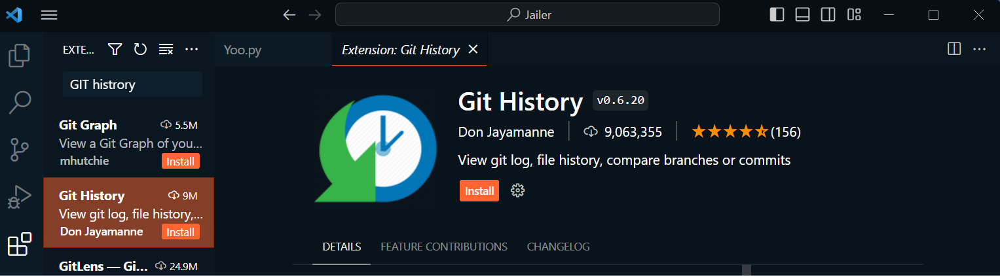 Jailer
EXTE...
Yoo.py
Extension: Git History
GIT histrory
Git Graph
5.5M
View a Git Graph of you...
mhutchie
Install
Git History
9M
View git log, file history,...
Don Jayamanne
Install
GitLens — Gi...
24.9M
Git History
v0.6.20
Don Jayamanne
9,063,355
(156)
View git log, file history, compare branches or commits
Install
DETAILS
FEATURE CONTRIBUTIONS
CHANGELOG